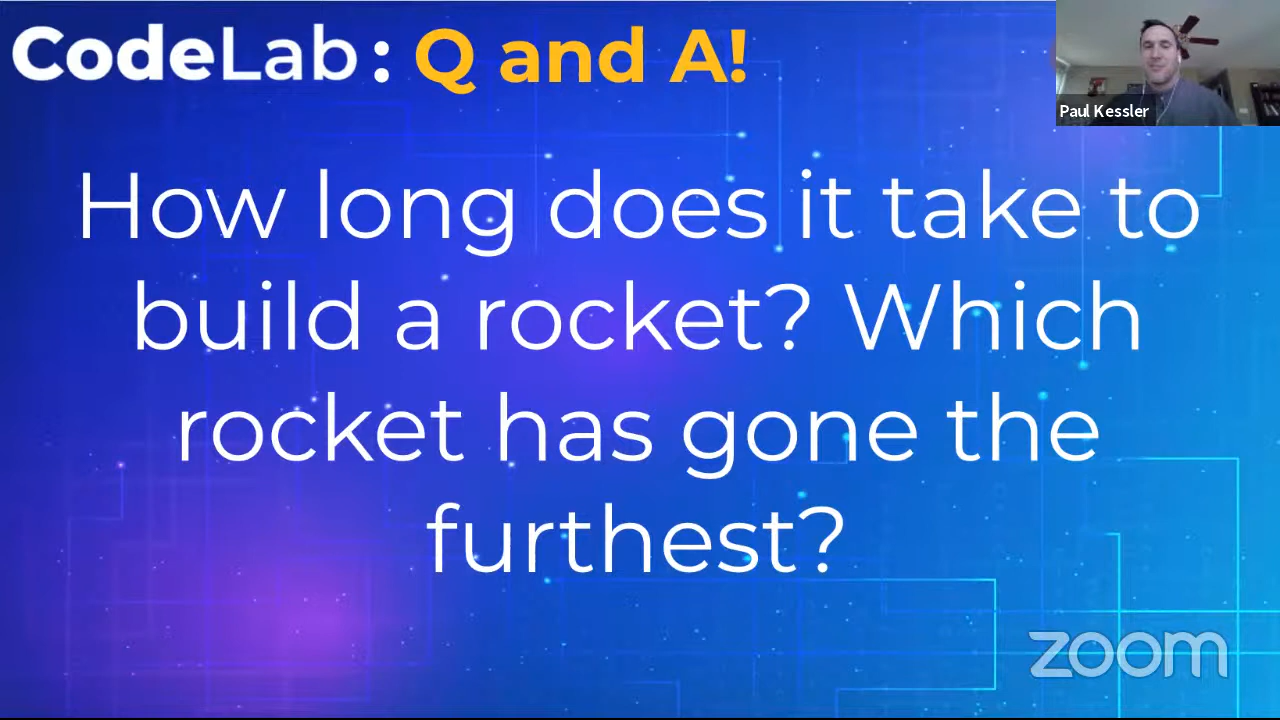 CodeLab: Q and A!
Paul Kessler
How long does it take to
build a rocket? Which
rocket has gone the
furthest?
zoom